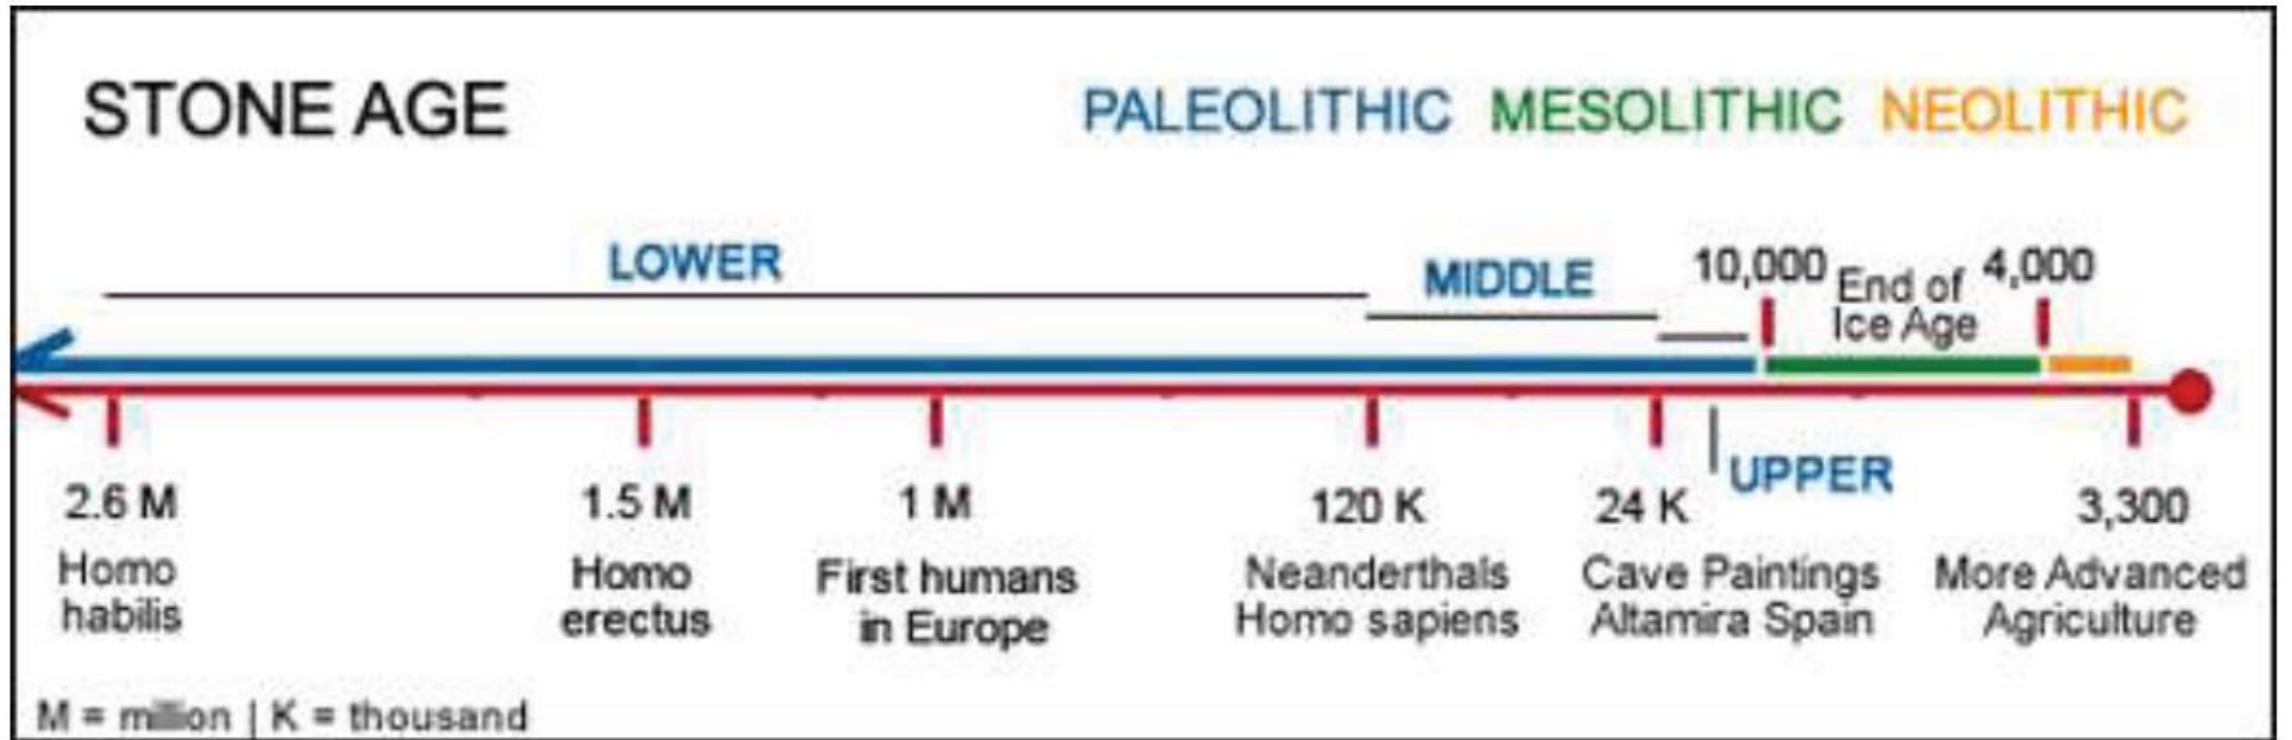 STONE AGE
PALEOLITHIC MESOLITHIC NEOLITHIC
LOWER
MIDDLE
10,000
End of
Ice Age
4,000
UPPER
2.6 M
Homo
habilis
1.5 M
Homo
erectus
1 M
First humans
in Europe
120 K
Neanderthals
Homo sapiens
24 K
Cave Paintings
Altamira Spain
3,300
More Advanced
Agriculture
M = million | K = thousand